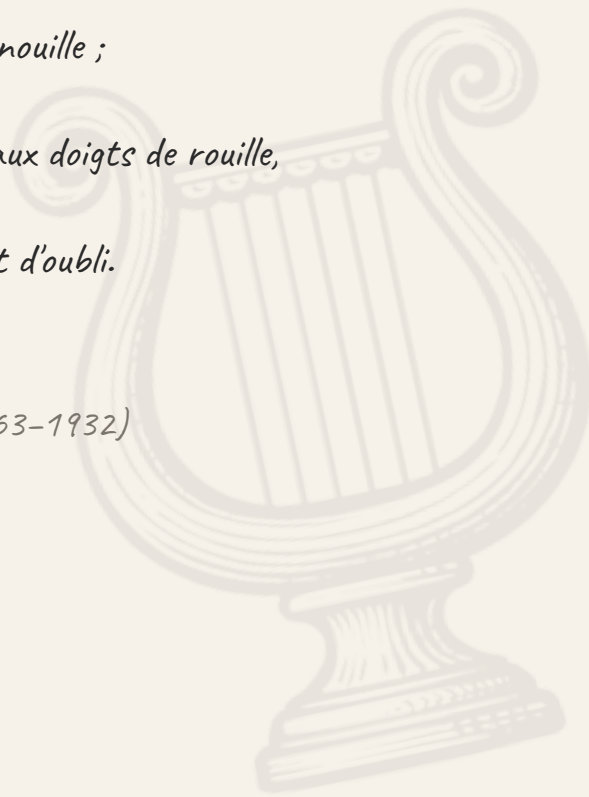 nouille ;
aux doigts de rouille,
t d'oubli.
63–1932)